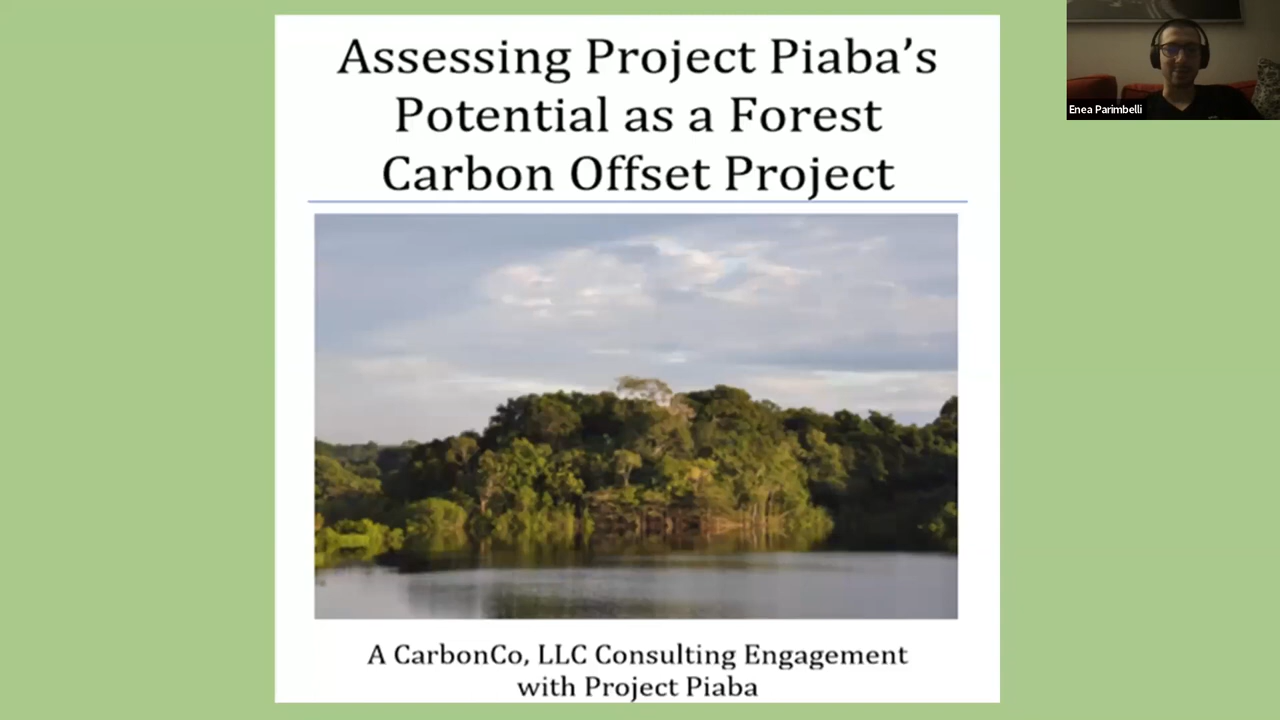 Assessing Project Piaba’s
Potential as a Forest
Carbon Offset Project
A CarbonCo, LLC Consulting Engagement
with Project Piaba
Enea Parimbelli